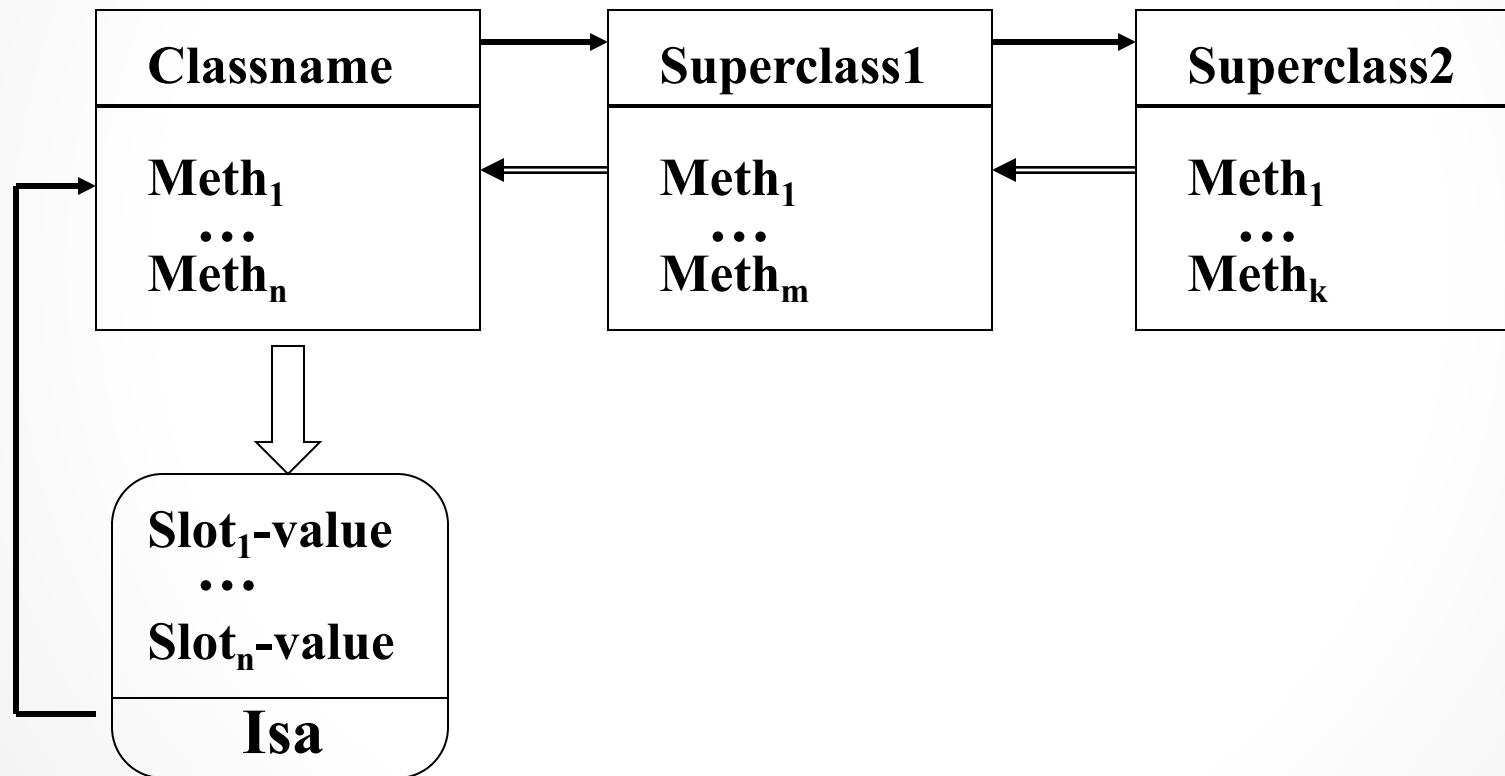 Classname
Meth₁
...
Methₙ
Superclass1
Meth₁
...
Methₘ
Superclass2
Meth₁
...
Methₖ
Slot₁-value
...
Slotₙ-value
Isa